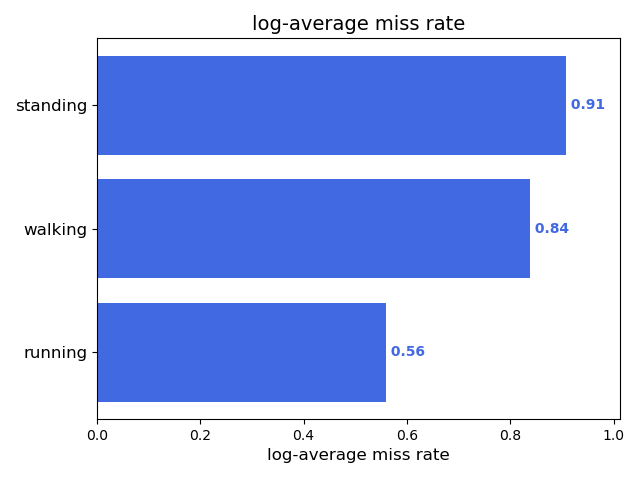 log-average miss rate
standing
0.91
walking
0.84
running
0.56
0.0 0.2 0.4 0.6 0.8 1.0
log-average miss rate